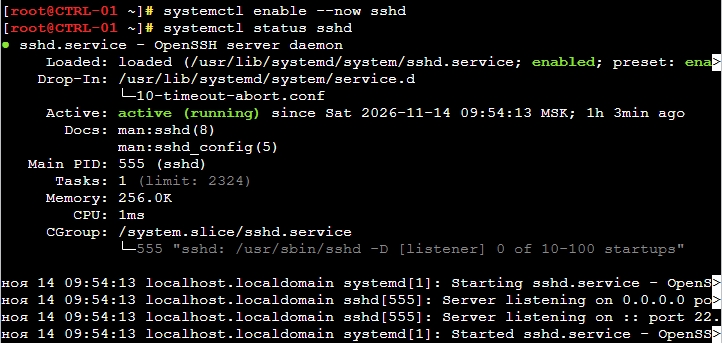 [root@CTRL-01 ~]# systemctl enable --now sshd
[root@CTRL-01 ~]# systemctl status sshd
● sshd.service - OpenSSH server daemon
Loaded: loaded (/usr/lib/systemd/system/sshd.service; enabled; preset: ena>
Drop-In: /usr/lib/systemd/system/service.d
└─10-timeout-abort.conf
Active: active (running) since Sat 2026-11-14 09:54:13 MSK; 1h 3min ago
Docs: man:sshd(8)
man:sshd_config(5)
Main PID: 555 (sshd)
Tasks: 1 (limit: 2324)
Memory: 256.0K
CPU: 1ms
CGroup: /system.slice/sshd.service
└─555 "sshd: /usr/sbin/sshd -D [listener] 0 of 10-100 startups"
ноя 14 09:54:13 localhost.localdomain systemd[1]: Starting sshd.service - OpenS>
ноя 14 09:54:13 localhost.localdomain sshd[555]: Server listening on 0.0.0.0 po>
ноя 14 09:54:13 localhost.localdomain sshd[555]: Server listening on :: port 22.
ноя 14 09:54:13 localhost.localdomain systemd[1]: Started sshd.service - OpenSS>